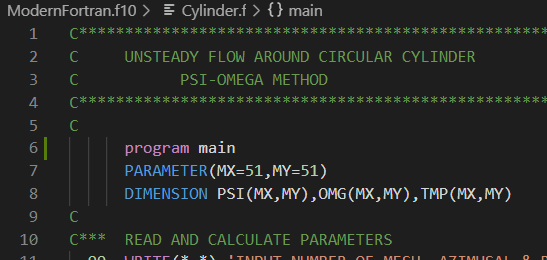 ModernFortran.f10 > Cylinder.f > main
1 C***************************************************
2 C     UNSTEADY FLOW AROUND CIRCULAR CYLINDER
3 C           PSI-OMEGA METHOD
4 C***************************************************
5 C
6       program main
7       PARAMETER(MX=51,MY=51)
8       DIMENSION PSI(MX,MY),OMG(MX,MY),TMP(MX,MY)
9 C
10 C***  READ AND CALCULATE PARAMETERS
11   99 WRITE(*,*) 'INPUT NUMBER OF MESH, AZIMUSAL &